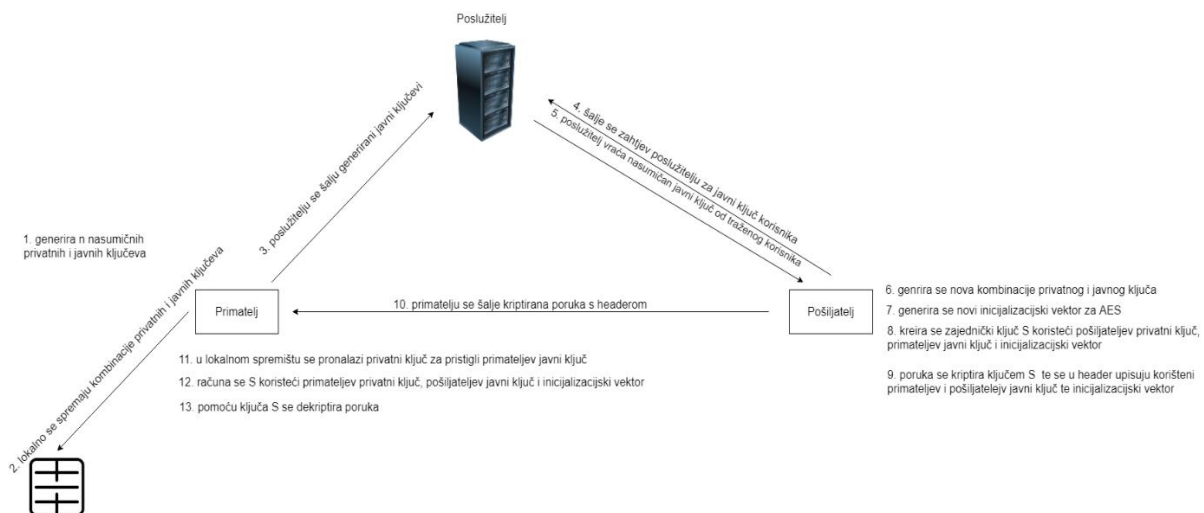 Poslužitelj
1. generira n nasumičnih
privatnih i javnih ključeva
2. lokalno se spremaju kombinacije privatnih i javnih ključeva
3. poslužitelju se šalju generirani javni ključevi
4. šalje se zahtjev poslužitelju za javni ključ korisnika
5. poslužitelj vraća nasumičan javni ključ od traženog korisnika
Primatelj
Pošiljatelj
6. genrira se nova kombinacije privatnog i javnog ključa
7. generira se novi inicijalizacijski vektor za AES
8. kreira se zajednički ključ S koristeći pošiljateljev privatni ključ,
primateljev javni ključ i inicijalizacijski vektor
9. poruka se kriptira ključem S te se u header upisuju korišteni
primateljev i pošiljatelejv javni ključ te inicijalizacijski vektor
10. primatelju se šalje kriptirana poruka s headerom
11. u lokalnom spremištu se pronalazi privatni ključ za pristigli primateljev javni ključ
12. računa se S koristeći primateljev privatni ključ, pošiljateljev javni ključ i inicijalizacijski vektor
13. pomoću ključa S se dekriptira poruka